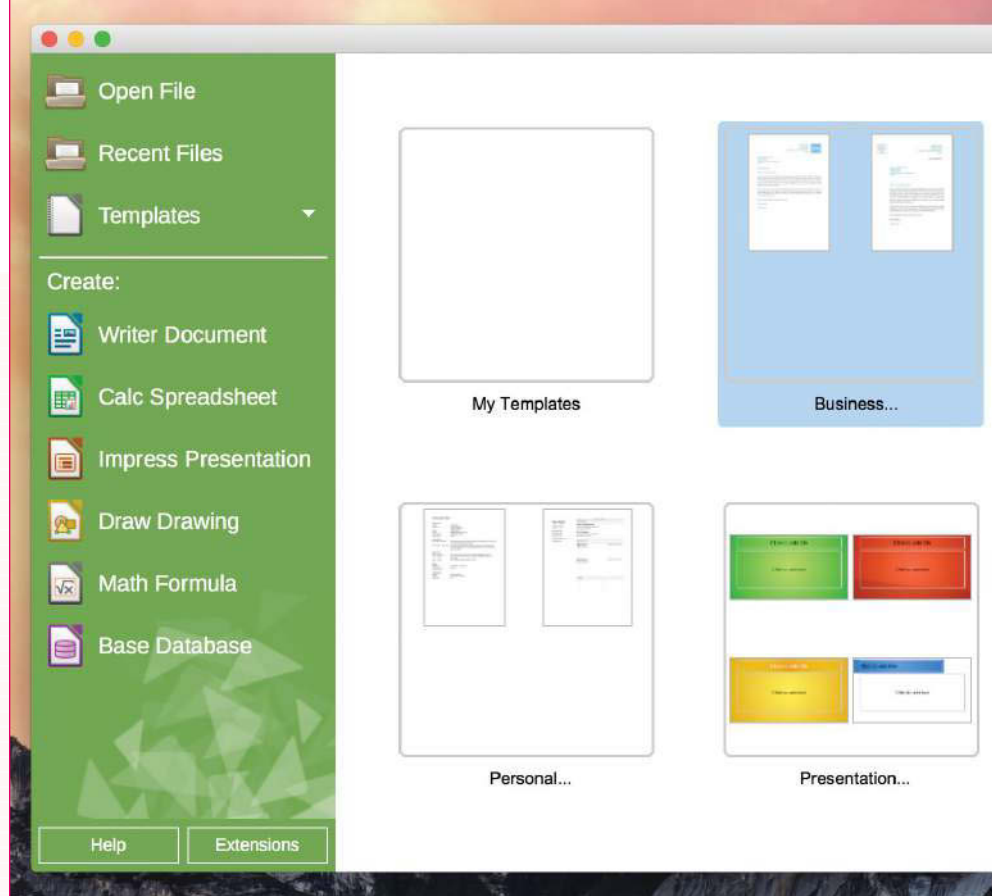 Open File
Recent Files
Templates
Create:
Writer Document
Calc Spreadsheet
Impress Presentation
Draw Drawing
Math Formula
Base Database
Help
Extensions
My Templates
Business...
Personal...
Presentation...